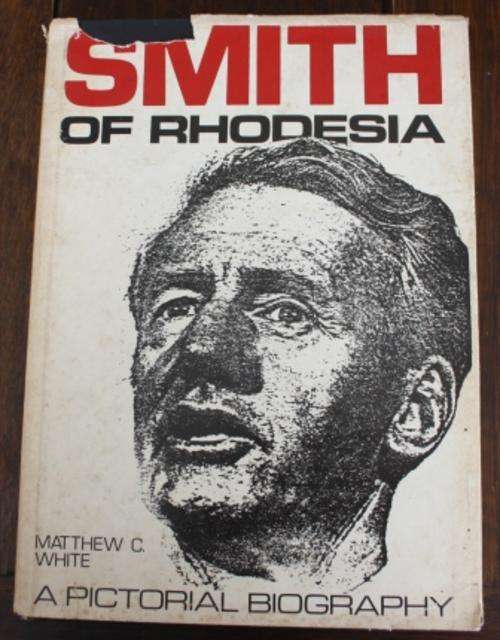 SMITH
OF RHODESIA
MATTHEW C.
WHITE
A PICTORIAL BIOGRAPHY